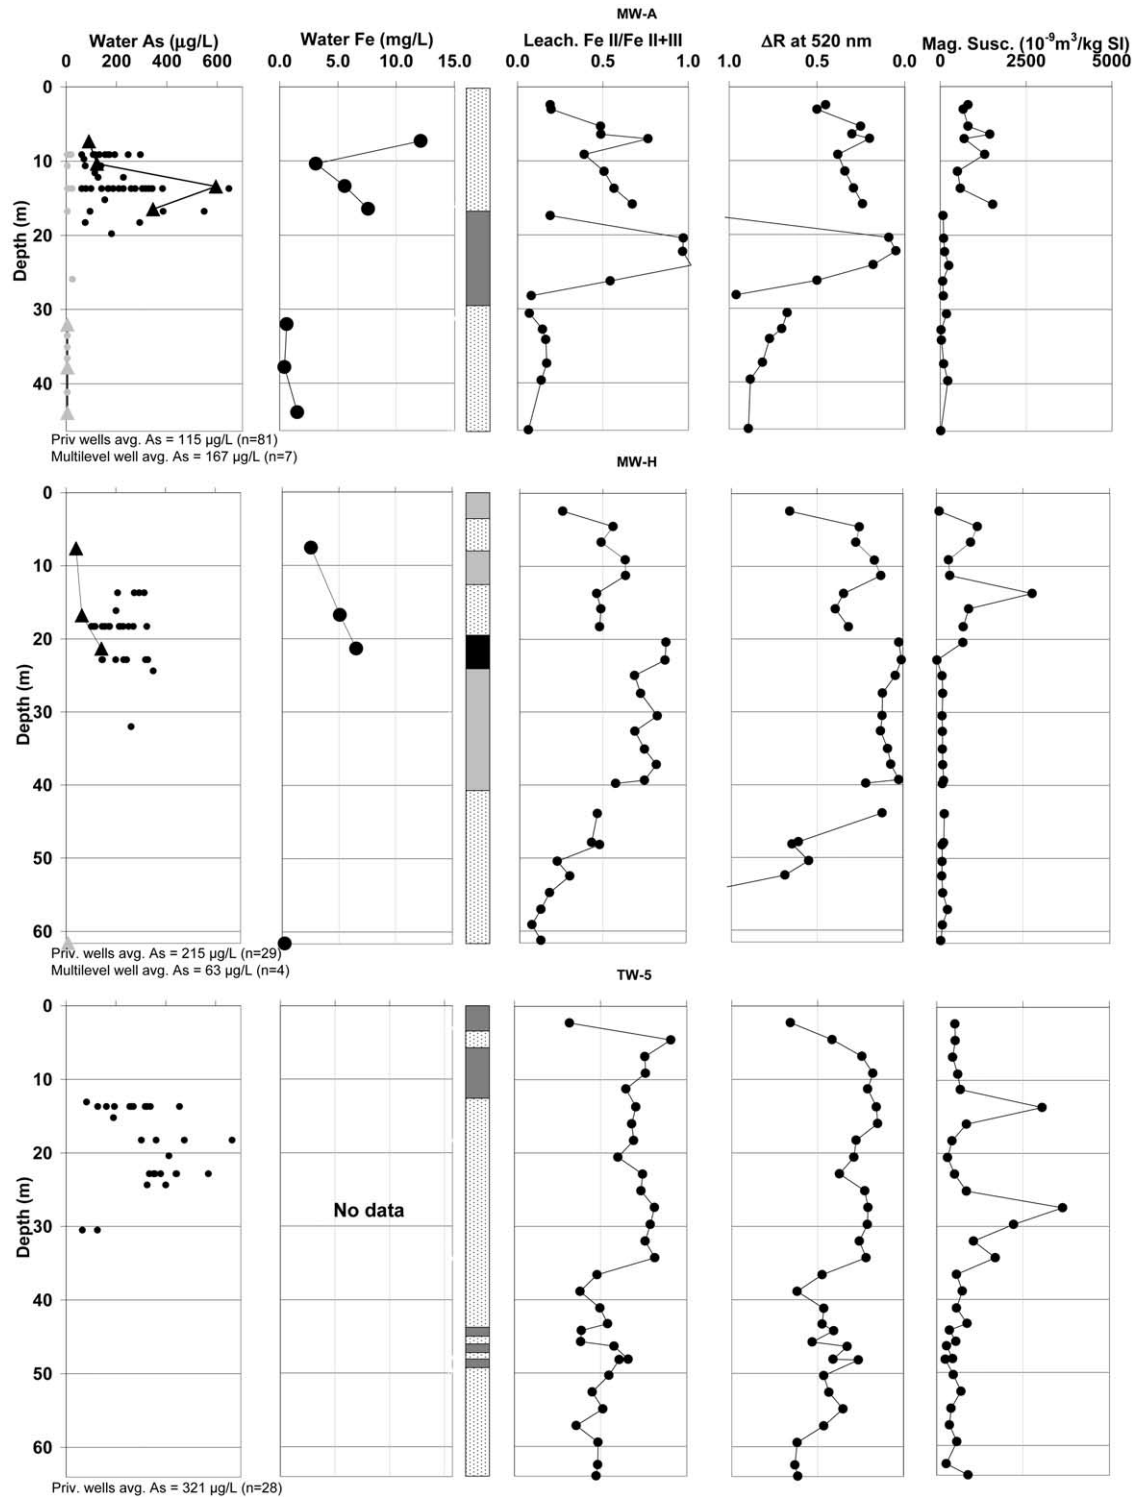 MW-A
Water As (µg/L) Water Fe (mg/L) Leach. Fe II/Fe II+III ΔR at 520 nm Mag. Susc. (10⁻⁹m³/kg SI)
0 200 400 600 0.0 5.0 10.0 15.0 0.0 0.5 1.0 1.0 0.5 0.0 0 2500 5000
0
10
20
30
40
Depth (m)
Priv wells avg. As = 115 µg/L (n=81)
Multilevel well avg. As = 167 µg/L (n=7)
MW-H
0
10
20
30
40
50
60
Depth (m)
Priv. wells avg. As = 215 µg/L (n=29)
Multilevel well avg. As = 63 µg/L (n=4)
TW-5
0
10
20
30
40
50
60
Depth (m)
No data
Priv. wells avg. As = 321 µg/L (n=28)